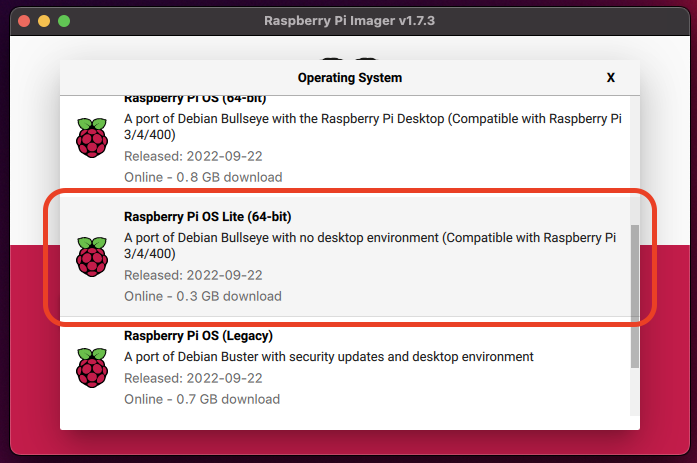 Raspberry Pi Imager v1.7.3
Operating System
X
Raspberry Pi OS (64-bit)
A port of Debian Bullseye with the Raspberry Pi Desktop (Compatible with Raspberry Pi
3/4/400)
Released: 2022-09-22
Online - 0.8 GB download
Raspberry Pi OS Lite (64-bit)
A port of Debian Bullseye with no desktop environment (Compatible with Raspberry Pi
3/4/400)
Released: 2022-09-22
Online - 0.3 GB download
Raspberry Pi OS (Legacy)
A port of Debian Buster with security updates and desktop environment
Released: 2022-09-22
Online - 0.7 GB download